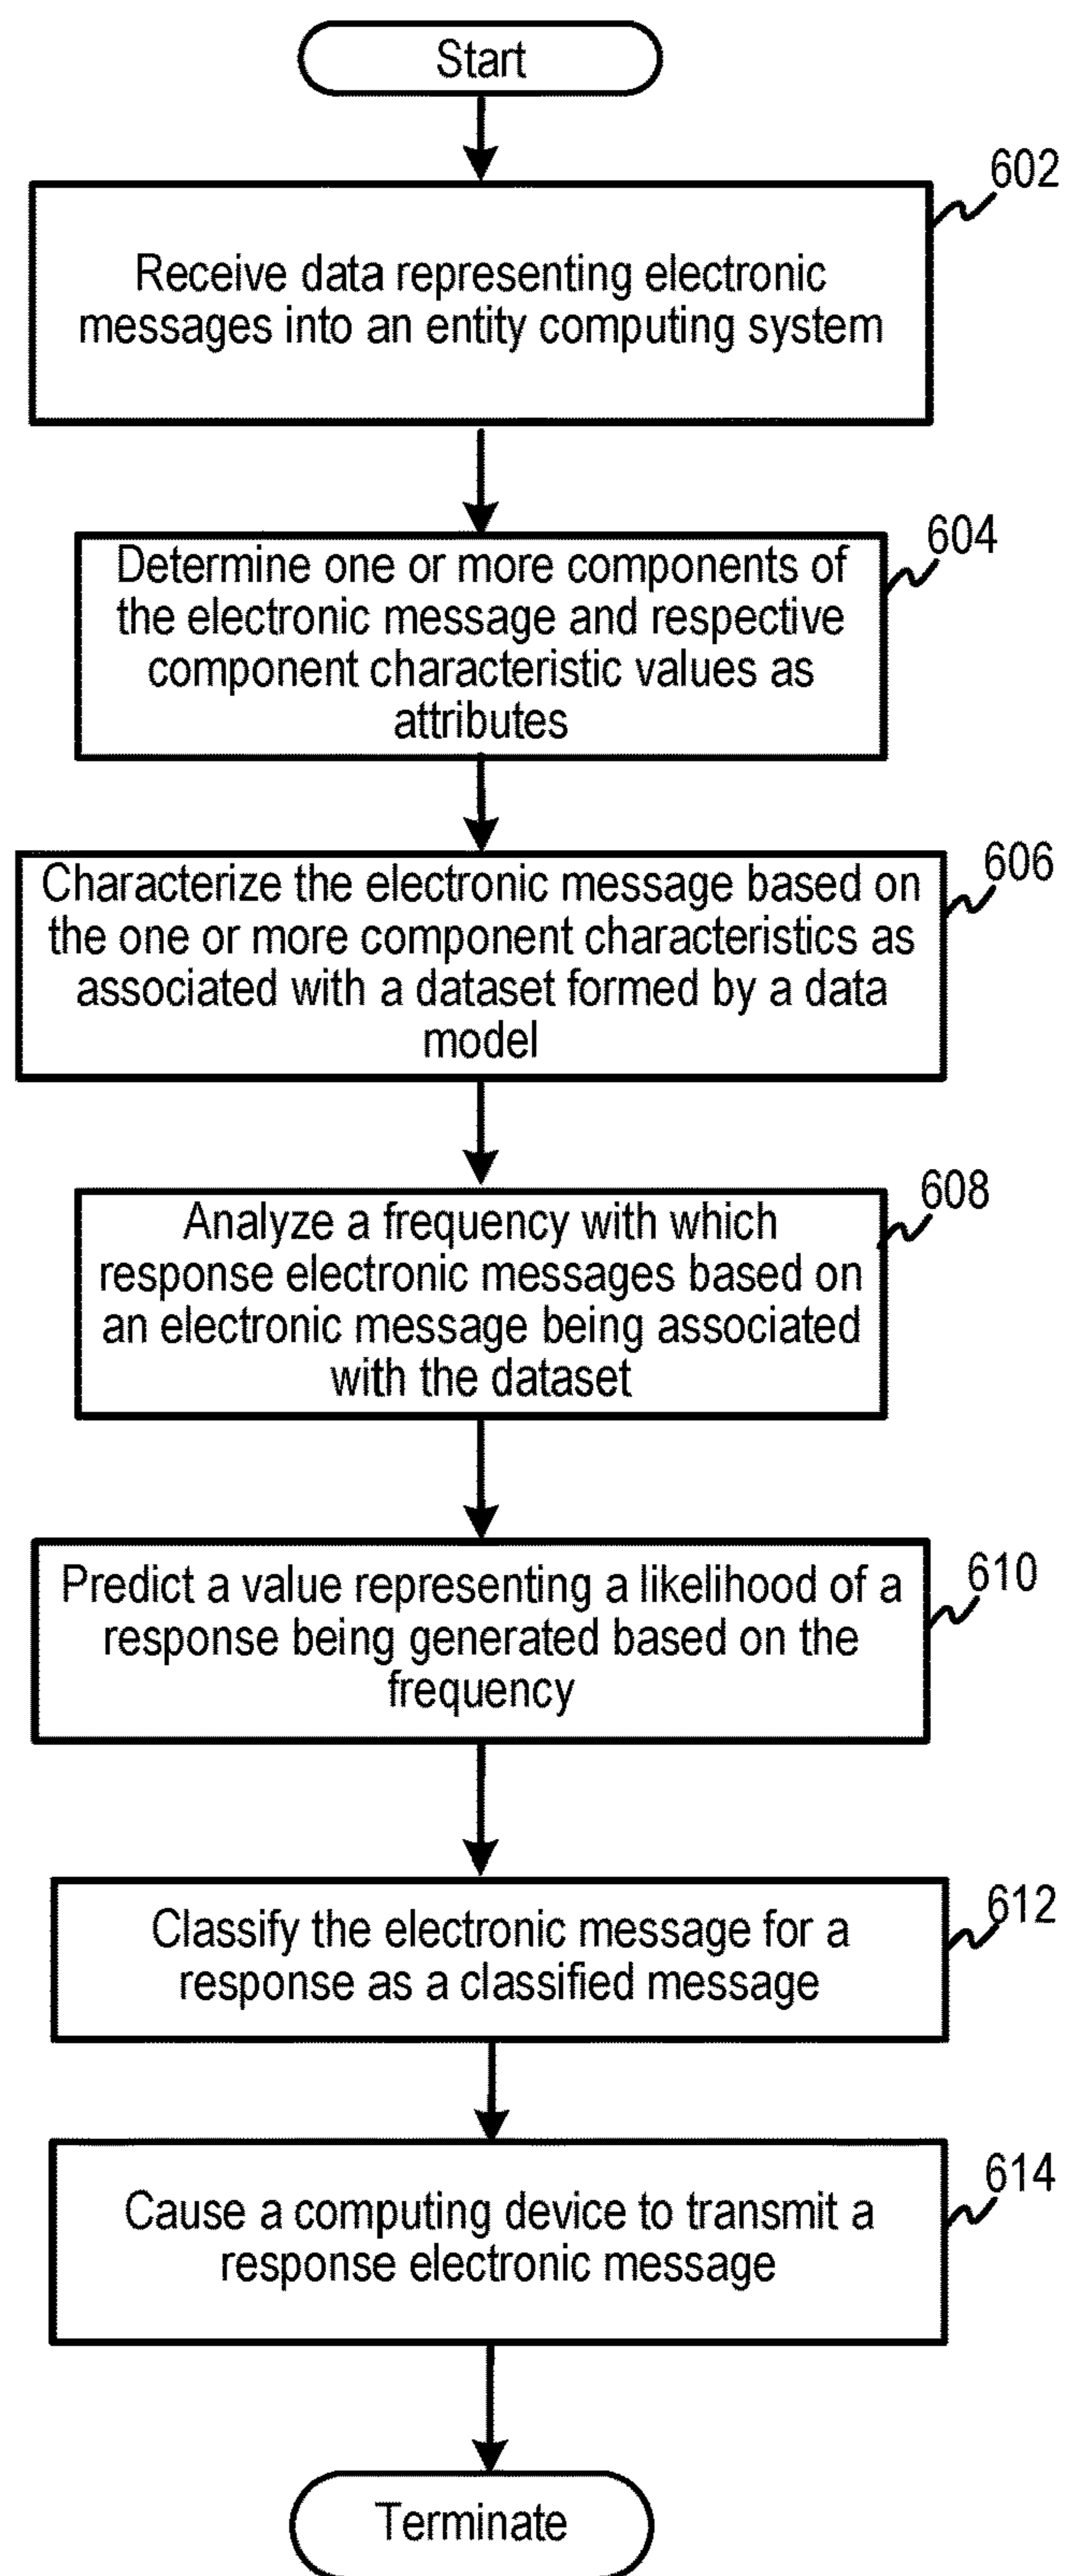 Start
602
Receive data representing electronic
messages into an entity computing system
604
Determine one or more components of
the electronic message and respective
component characteristic values as
attributes
606
Characterize the electronic message based on
the one or more component characteristics as
associated with a dataset formed by a data
model
608
Analyze a frequency with which
response electronic messages based on
an electronic message being associated
with the dataset
610
Predict a value representing a likelihood of a
response being generated based on the
frequency
612
Classify the electronic message for a
response as a classified message
614
Cause a computing device to transmit a
response electronic message
Terminate